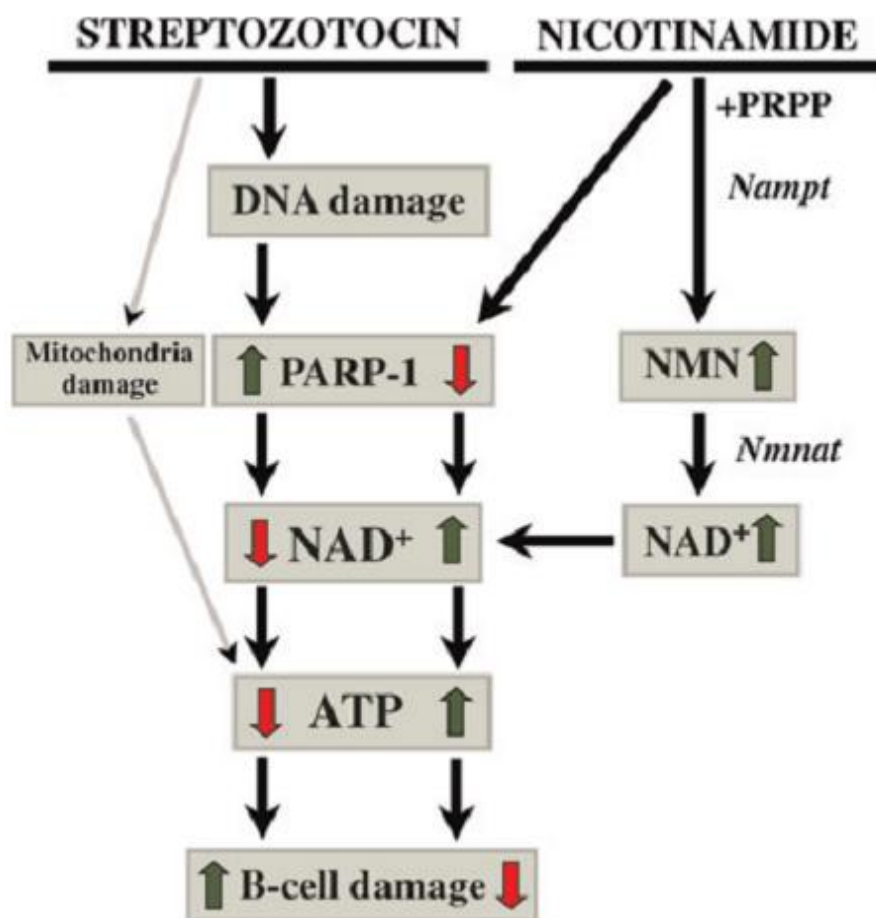 STREPTOZOTOCIN
NICOTINAMIDE
+PRPP
Nampt
DNA damage
Mitochondria
damage
PARP-1
NMN
Nmnat
NAD⁺
NAD⁺
ATP
B-cell damage